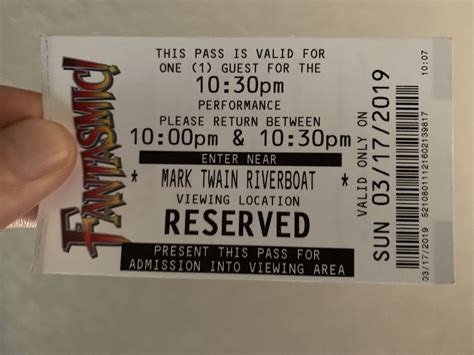 FANTASMIC!
THIS PASS IS VALID FOR
ONE (1) GUEST FOR THE
10:30pm
PERFORMANCE
PLEASE RETURN BETWEEN
10:00pm & 10:30pm
ENTER NEAR
* MARK TWAIN RIVERBOAT *
VIEWING LOCATION
RESERVED
PRESENT THIS PASS FOR
ADMISSION INTO VIEWING AREA
VALID ONLY ON
SUN 03/17/2019
10:07
03/17/2019 52108011121602139817